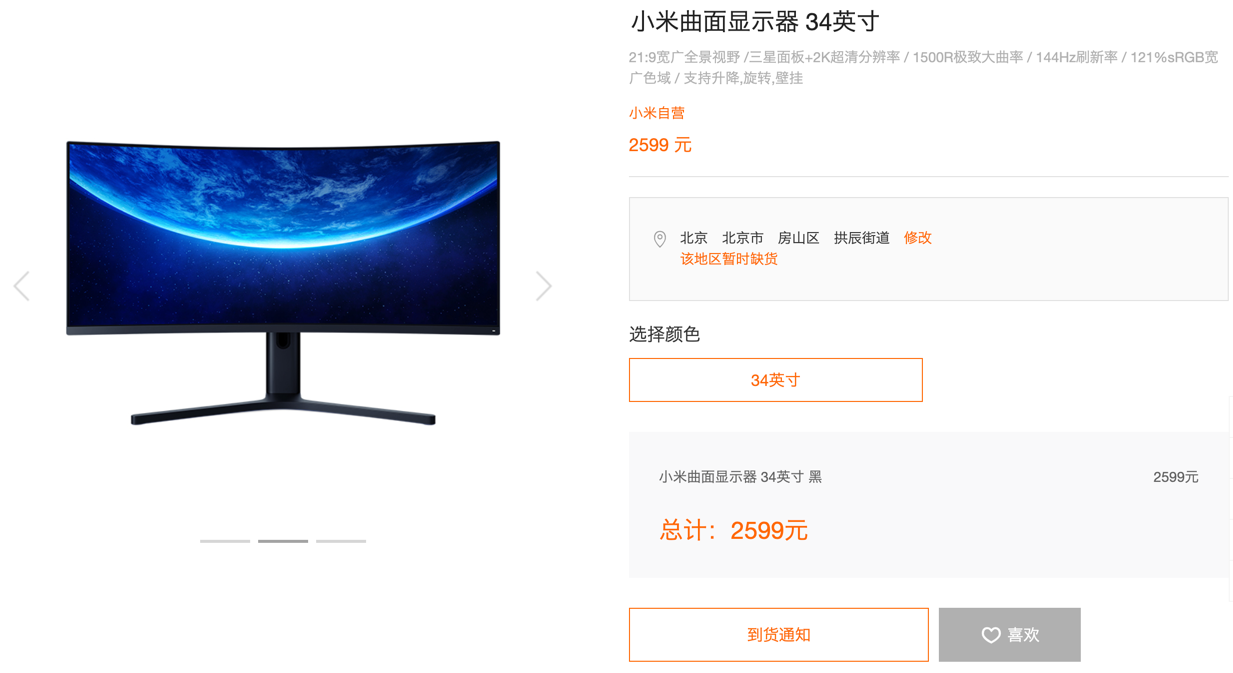 小米曲面显示器 34英寸
21:9宽广全景视野 /三星面板+2K超清分辨率 / 1500R极致大曲率 / 144Hz刷新率 / 121%sRGB宽
广色域 / 支持升降,旋转,壁挂
小米自营
2599 元
北京 北京市 房山区 拱辰街道 修改
该地区暂时缺货
选择颜色
34英寸
小米曲面显示器 34英寸 黑 2599元
总计：2599元
到货通知 喜欢